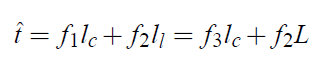 t̂ = f₁l_c + f₂l_l = f₃l_c + f₂L